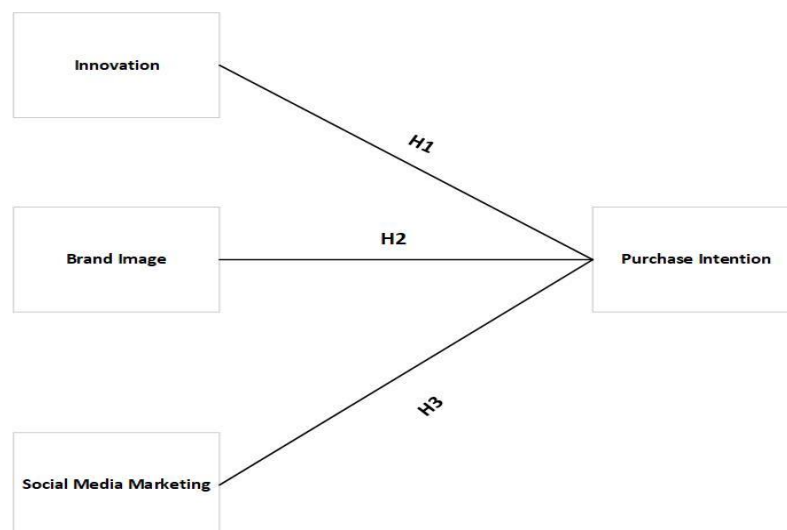 Innovation
H1
H2
Brand Image
Purchase Intention
H3
Social Media Marketing